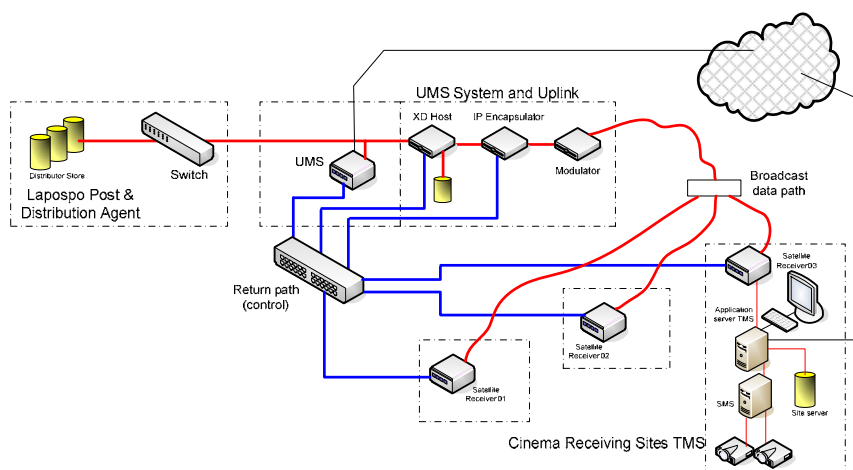 UMS System and Uplink
XD Host
IP Encapsulator
UMS
Modulator
Switch
Distributor Store
Lapospo Post &
Distribution Agent
Broadcast
data path
Return path
(control)
Satellite
Receiver03
Application
server TMS
Satellite
Receiver02
Satellite
Receiver01
SMS
Site server
Cinema Receiving Sites TMS